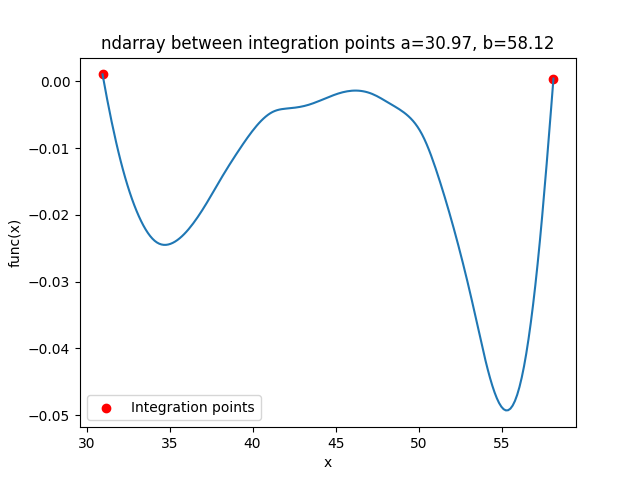 ndarray between integration points a=30.97, b=58.12
0.00
−0.01
−0.02
−0.03
−0.04
−0.05
func(x)
Integration points
30 35 40 45 50 55
x